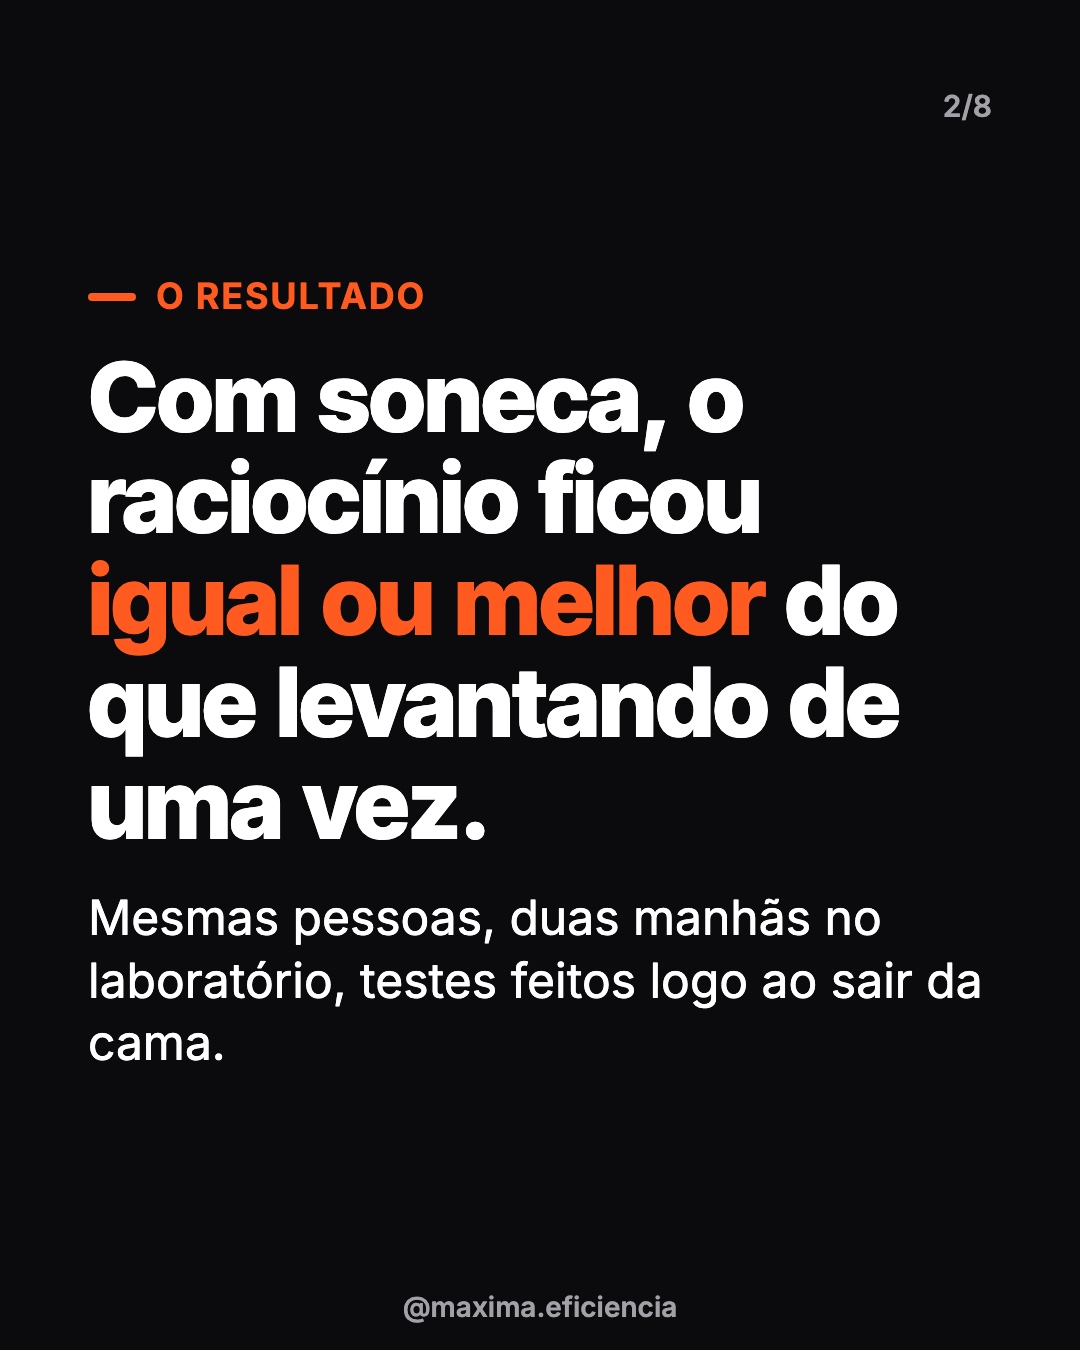 2/8
O RESULTADO
Com soneca, o
raciocínio ficou
igual ou melhor do
que levantando de
uma vez.
Mesmas pessoas, duas manhãs no
laboratório, testes feitos logo ao sair da
cama.
@maxima.eficiencia